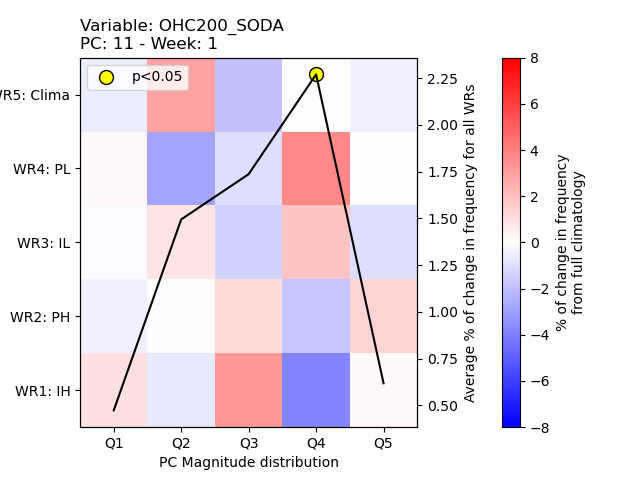 Variable: OHC200_SODA
PC: 11 - Week: 1
p<0.05
WR5: Clima
WR4: PL
WR3: IL
WR2: PH
WR1: IH
Q1 Q2 Q3 Q4 Q5
PC Magnitude distribution
2.25
2.00
1.75
1.50
1.25
1.00
0.75
0.50
Average % of change in frequency for all WRs
8
6
4
2
0
−2
−4
−6
−8
% of change in frequency
from full climatology